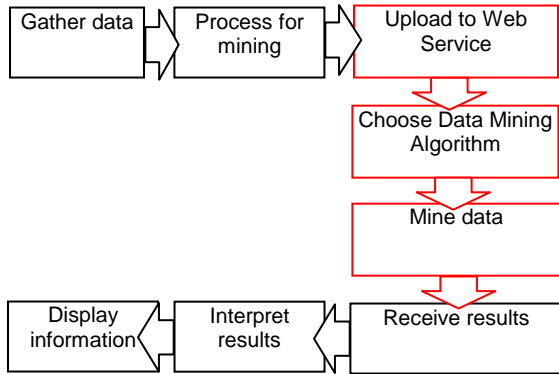 Gather data
Process for
mining
Upload to Web
Service
Choose Data Mining
Algorithm
Mine data
Receive results
Interpret
results
Display
information